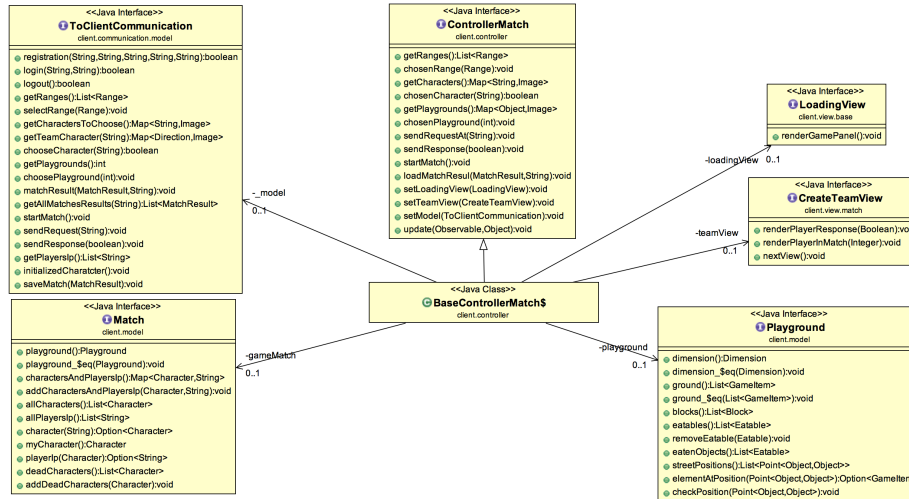 <<Java Interface>>
ToClientCommunication
client.communication.model
registration(String,String,String,String,String):boolean
login(String,String):boolean
logout():boolean
getRanges():List<Range>
selectRange(Range):void
getCharactersToChoose():Map<String,Image>
getTeamCharacter(String):Map<Direction,Image>
chooseCharacter(String):boolean
getPlaygrounds():int
choosePlayground(int):void
matchResult(MatchResult,String):void
getAllMatchesResults(String):List<MatchResult>
startMatch():void
sendRequest(String):void
sendResponse(boolean):void
getPlayersIp():List<String>
initializedCharatcter():void
saveMatch(MatchResult):void
<<Java Interface>>
ControllerMatch
client.controller
getRanges():List<Range>
chosenRange(Range):void
getCharacters():Map<String,Image>
chosenCharacter(String):boolean
getPlaygrounds():Map<Object,Image>
chosenPlayground(int):void
sendRequestAt(String):void
sendResponse(boolean):void
startMatch():void
loadMatchResul(MatchResult,String):void
setLoadingView(LoadingView):void
setTeamView(CreateTeamView):void
setModel(ToClientCommunication):void
update(Observable,Object):void
<<Java Interface>>
LoadingView
client.view.base
renderGamePanel():void
-loadingView
0..1
<<Java Interface>>
CreateTeamView
client.view.match
renderPlayerResponse(Boolean):vo
renderPlayerInMatch(Integer):void
nextView():void
-teamView
0..1
-_model
0..1
<<Java Class>>
BaseControllerMatch$
client.controller
<<Java Interface>>
Match
client.model
playground():Playground
playground_$eq(Playground):void
charactersAndPlayersIp():Map<Character,String>
addCharactersAndPlayersIp(Character,String):void
allCharacters():List<Character>
allPlayersIp():List<String>
character(String):Option<Character>
myCharacter():Character
playerIp(Character):Option<String>
deadCharacters():List<Character>
addDeadCharacters(Character):void
-gameMatch
0..1
-playground
0..1
<<Java Interface>>
Playground
client.model
dimension():Dimension
dimension_$eq(Dimension):void
ground():List<GameItem>
ground_$eq(List<GameItem>):void
blocks():List<Block>
eatables():List<Eatable>
removeEatable(Eatable):void
eatenObjects():List<Eatable>
streetPositions():List<Point<Object,Object>>
elementAtPosition(Point<Object,Object>):Option<GameItem
checkPosition(Point<Object,Object>):void